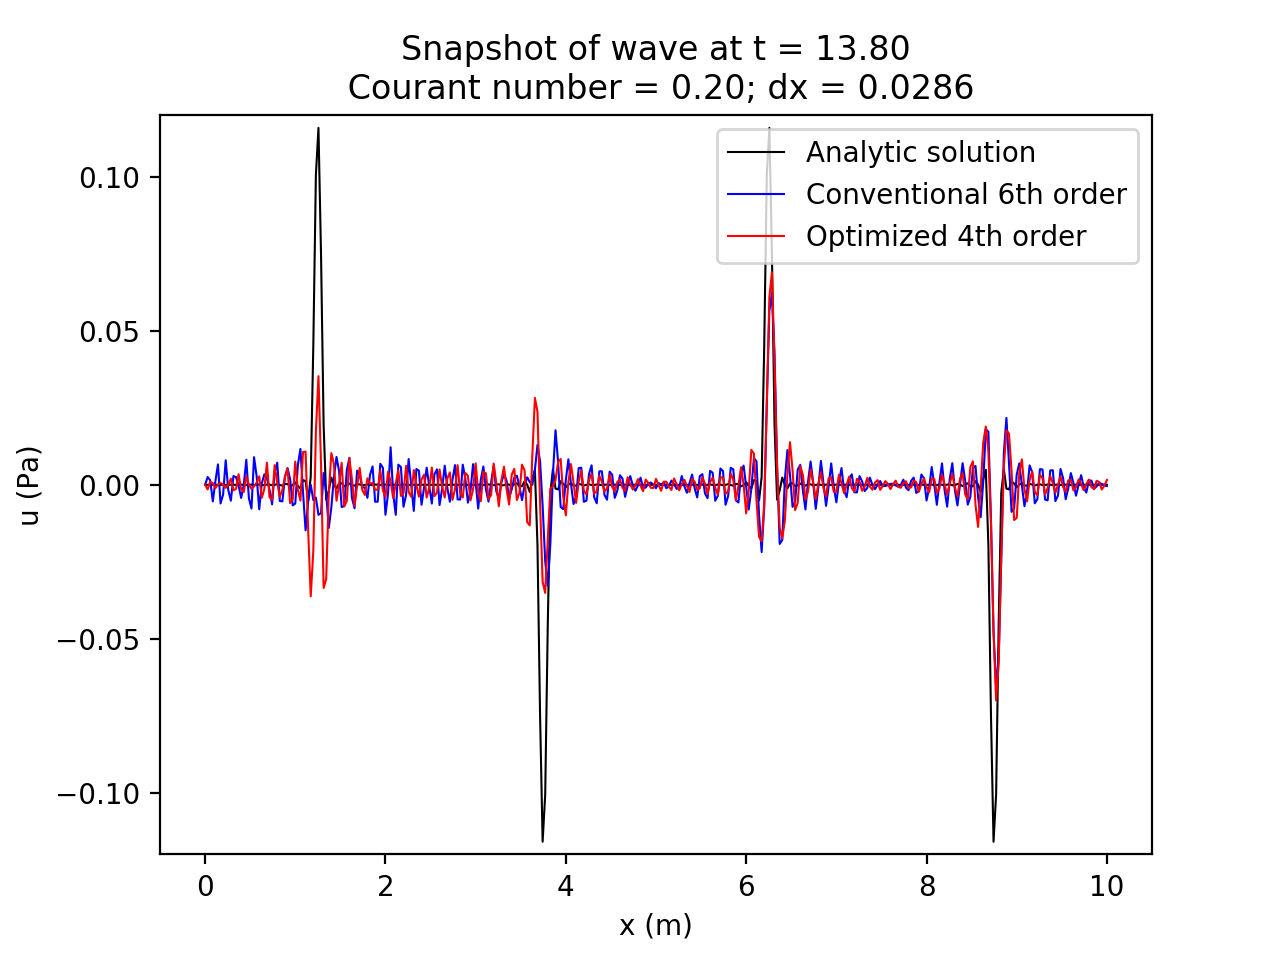 Snapshot of wave at t = 13.80
Courant number = 0.20; dx = 0.0286
Analytic solution
Conventional 6th order
Optimized 4th order
0.10
0.05
0.00
−0.05
−0.10
u (Pa)
0 2 4 6 8 10
x (m)